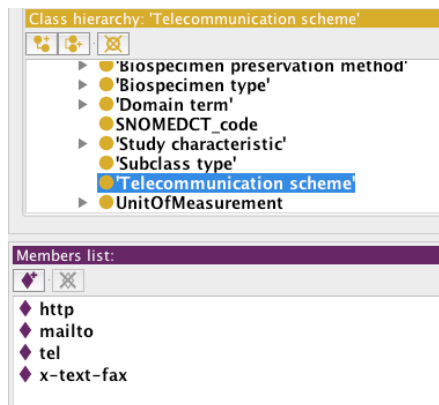 Class hierarchy: 'Telecommunication scheme'
'Biospecimen preservation method'
'Biospecimen type'
'Domain term'
SNOMEDCT_code
'Study characteristic'
'Subclass type'
'Telecommunication scheme'
UnitOfMeasurement
Members list:
http
mailto
tel
x-text-fax